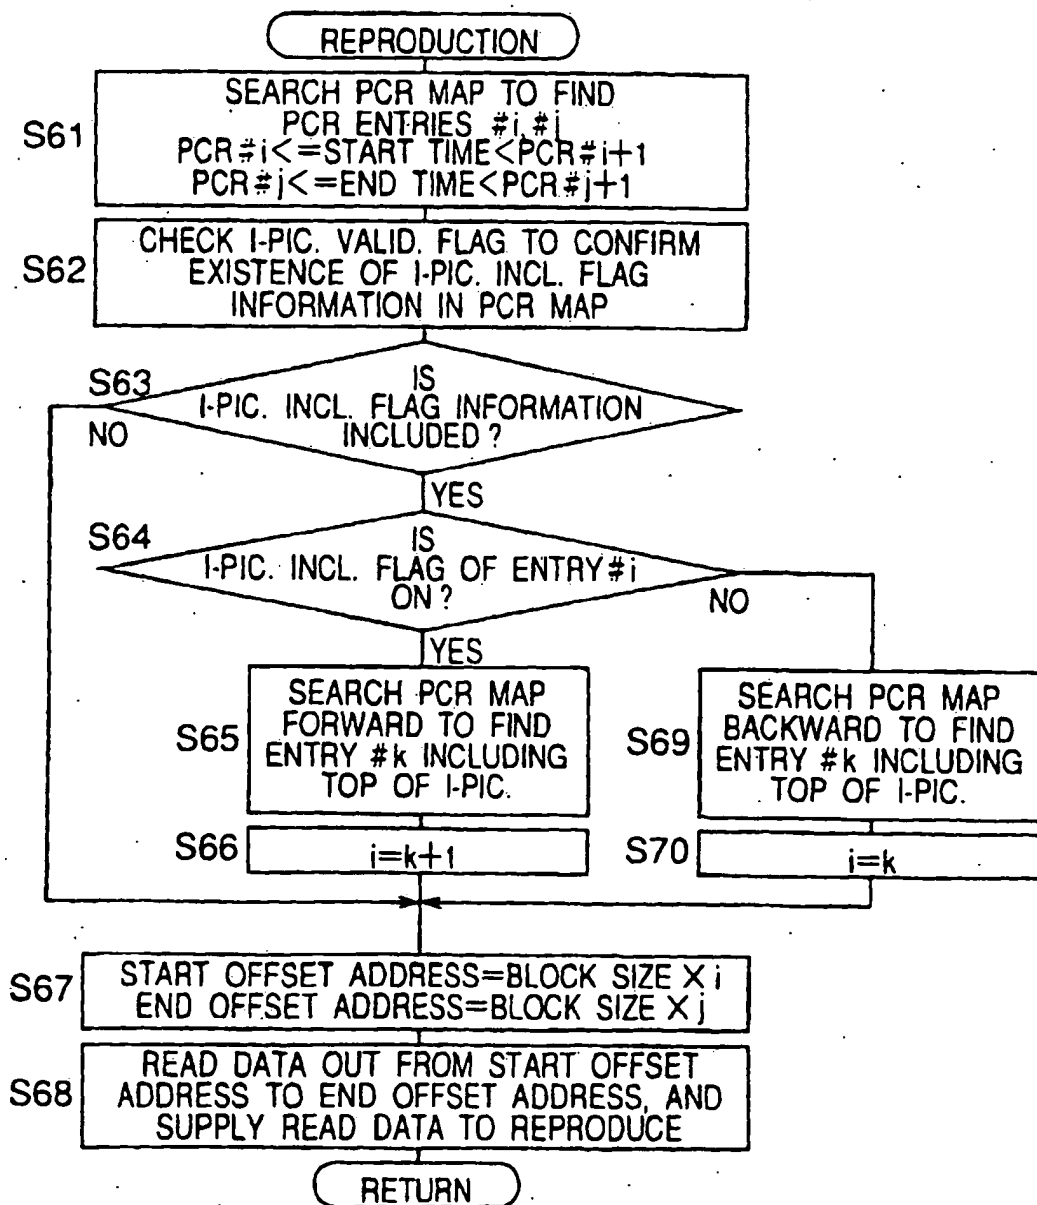 REPRODUCTION
S61
SEARCH PCR MAP TO FIND
PCR ENTRIES #i, #j
PCR#i<=START TIME<PCR#i+1
PCR#j<=END TIME<PCR#j+1
S62
CHECK I-PIC. VALID. FLAG TO CONFIRM
EXISTENCE OF I-PIC. INCL. FLAG
INFORMATION IN PCR MAP
S63
IS
I-PIC. INCL. FLAG INFORMATION
INCLUDED?
NO
YES
S64
IS
I-PIC. INCL. FLAG OF ENTRY#i
ON?
NO
YES
S65
SEARCH PCR MAP
FORWARD TO FIND
ENTRY #k INCLUDING
TOP OF I-PIC.
S69
SEARCH PCR MAP
BACKWARD TO FIND
ENTRY #k INCLUDING
TOP OF I-PIC.
S66
i=k+1
S70
i=k
S67
START OFFSET ADDRESS=BLOCK SIZE X i
END OFFSET ADDRESS=BLOCK SIZE X j
S68
READ DATA OUT FROM START OFFSET
ADDRESS TO END OFFSET ADDRESS, AND
SUPPLY READ DATA TO REPRODUCE
RETURN